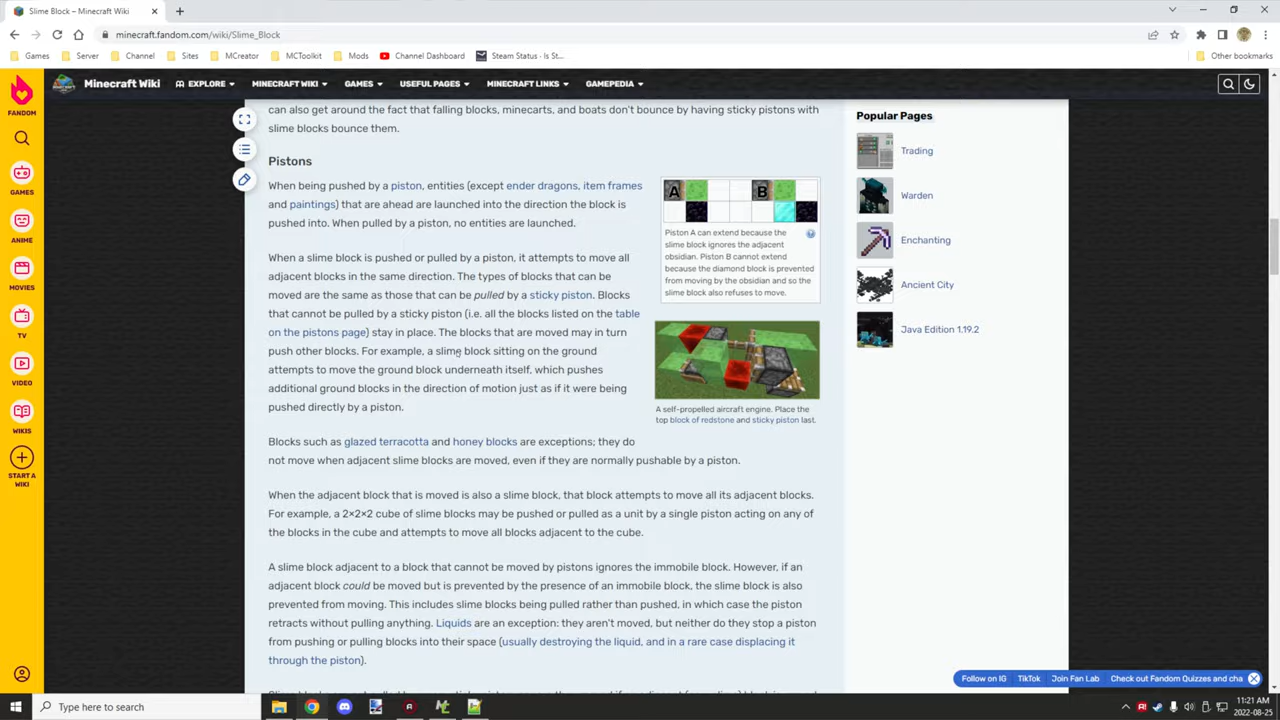 Slime Block – Minecraft Wiki
minecraft.fandom.com/wiki/Slime_Block
Games
Server
Channel
Sites
MCreator
MCToolkit
Mods
Channel Dashboard
Steam Status · Is St...
Other bookmarks
FANDOM
GAMES
ANIME
MOVIES
TV
VIDEO
WIKIS
START A
WIKI
Minecraft Wiki
EXPLORE
MINECRAFT WIKI
GAMES
USEFUL PAGES
MINECRAFT LINKS
GAMEPEDIA
can also get around the fact that falling blocks, minecarts, and boats don't bounce by having sticky pistons with
slime blocks bounce them.
Pistons
When being pushed by a piston, entities (except ender dragons, item frames
and paintings) that are ahead are launched into the direction the block is
pushed into. When pulled by a piston, no entities are launched.
When a slime block is pushed or pulled by a piston, it attempts to move all
adjacent blocks in the same direction. The types of blocks that can be
moved are the same as those that can be pulled by a sticky piston. Blocks
that cannot be pulled by a sticky piston (i.e. all the blocks listed on the table
on the pistons page) stay in place. The blocks that are moved may in turn
push other blocks. For example, a slime block sitting on the ground
attempts to move the ground block underneath itself, which pushes
additional ground blocks in the direction of motion just as if it were being
pushed directly by a piston.
A
B
Piston A can extend because the
slime block ignores the adjacent
obsidian. Piston B cannot extend
because the diamond block is prevented
from moving by the obsidian and so the
slime block also refuses to move.
A self-propelled aircraft engine. Place the
top block of redstone and sticky piston last.
Blocks such as glazed terracotta and honey blocks are exceptions; they do
not move when adjacent slime blocks are moved, even if they are normally pushable by a piston.
When the adjacent block that is moved is also a slime block, that block attempts to move all its adjacent blocks.
For example, a 2×2×2 cube of slime blocks may be pushed or pulled as a unit by a single piston acting on any of
the blocks in the cube and attempts to move all blocks adjacent to the cube.
A slime block adjacent to a block that cannot be moved by pistons ignores the immobile block. However, if an
adjacent block could be moved but is prevented by the presence of an immobile block, the slime block is also
prevented from moving. This includes slime blocks being pulled rather than pushed, in which case the piston
retracts without pulling anything. Liquids are an exception: they aren't moved, but neither do they stop a piston
from pushing or pulling blocks into their space (usually destroying the liquid, and in a rare case displacing it
through the piston).
Popular Pages
Trading
Warden
Enchanting
Ancient City
Java Edition 1.19.2
Follow on IG
TikTok
Join Fan Lab
Check out Fandom Quizzes and cha
Type here to search
11:21 AM
2022-08-25